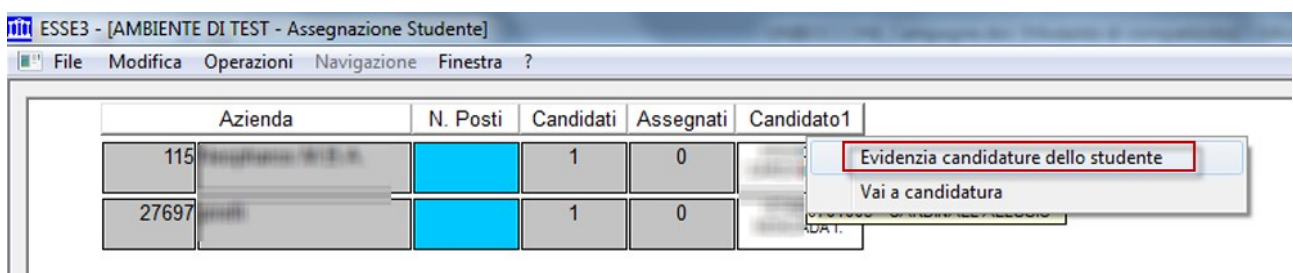 ESSE3 - [AMBIENTE DI TEST - Assegnazione Studente]
File Modifica Operazioni Navigazione Finestra ?
Azienda N. Posti Candidati Assegnati Candidato1
115 1 0
Evidenzia candidature dello studente
Vai a candidatura
27697 1 0